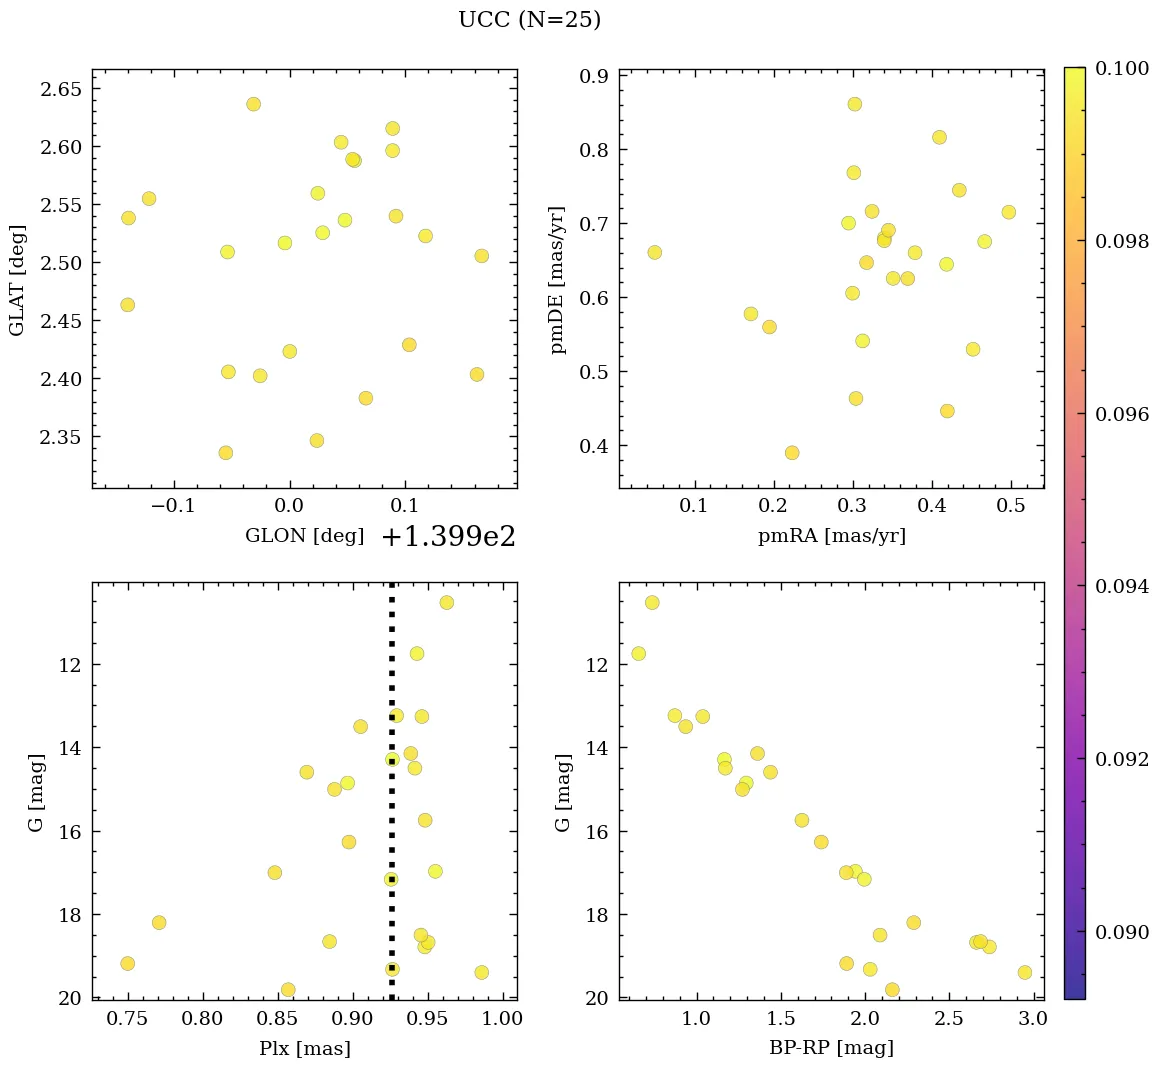 UCC (N=25)
2.65
2.60
2.55
2.50
2.45
2.40
2.35
GLAT [deg]
−0.1 0.0 0.1
GLON [deg] +1.399e2
0.9
0.8
0.7
0.6
0.5
0.4
pmDE [mas/yr]
0.1 0.2 0.3 0.4 0.5
pmRA [mas/yr]
12
14
16
18
20
G [mag]
0.75 0.80 0.85 0.90 0.95 1.00
Plx [mas]
12
14
16
18
20
G [mag]
1.0 1.5 2.0 2.5 3.0
BP-RP [mag]
0.100
0.098
0.096
0.094
0.092
0.090